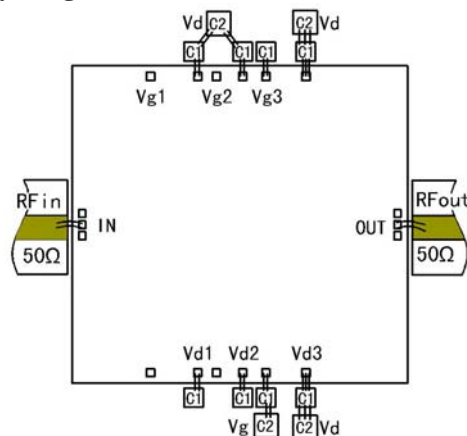 Vd C2 C2 Vd
C1 C1 C1 C1
Vg1 Vg2 Vg3
RFin RFout
IN OUT
50Ω 50Ω
Vd1 Vd2 Vd3
C1 C1 C1 C1
Vg C2 C2 Vd